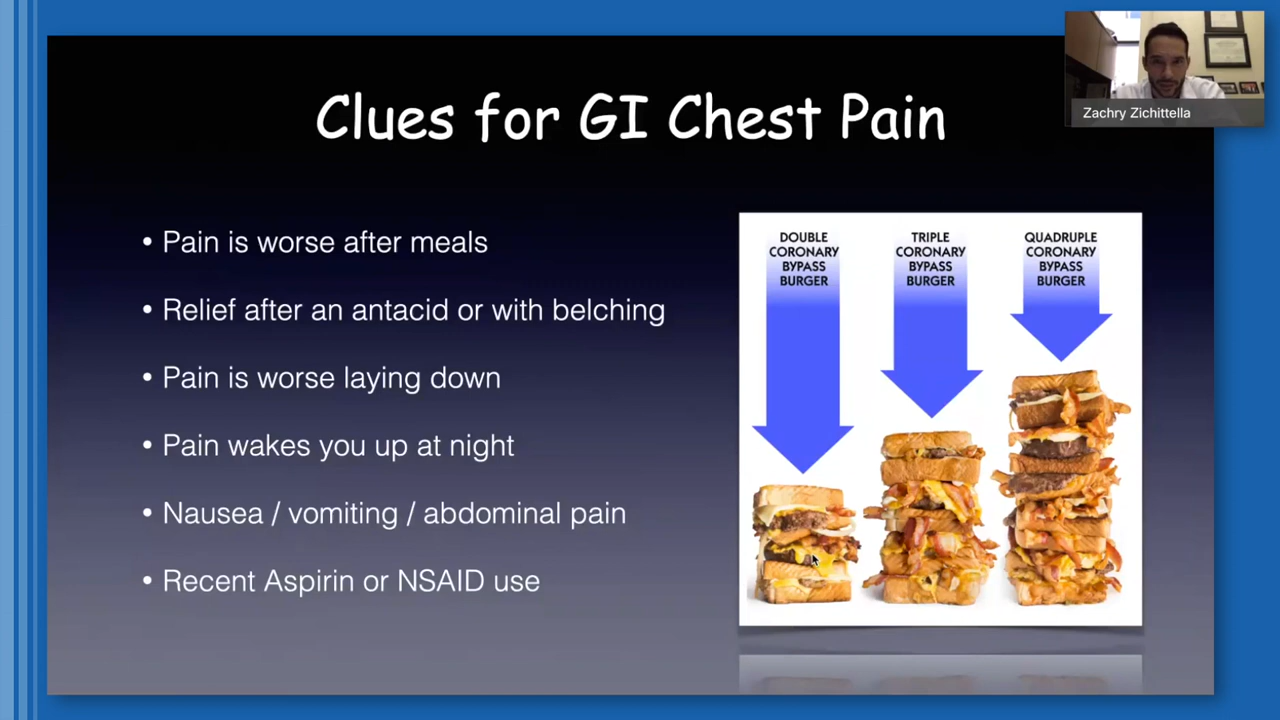 Clues for GI Chest Pain
Zachry Zichittella
• Pain is worse after meals
• Relief after an antacid or with belching
• Pain is worse laying down
• Pain wakes you up at night
• Nausea / vomiting / abdominal pain
• Recent Aspirin or NSAID use
DOUBLE
CORONARY
BYPASS
BURGER
TRIPLE
CORONARY
BYPASS
BURGER
QUADRUPLE
CORONARY
BYPASS
BURGER